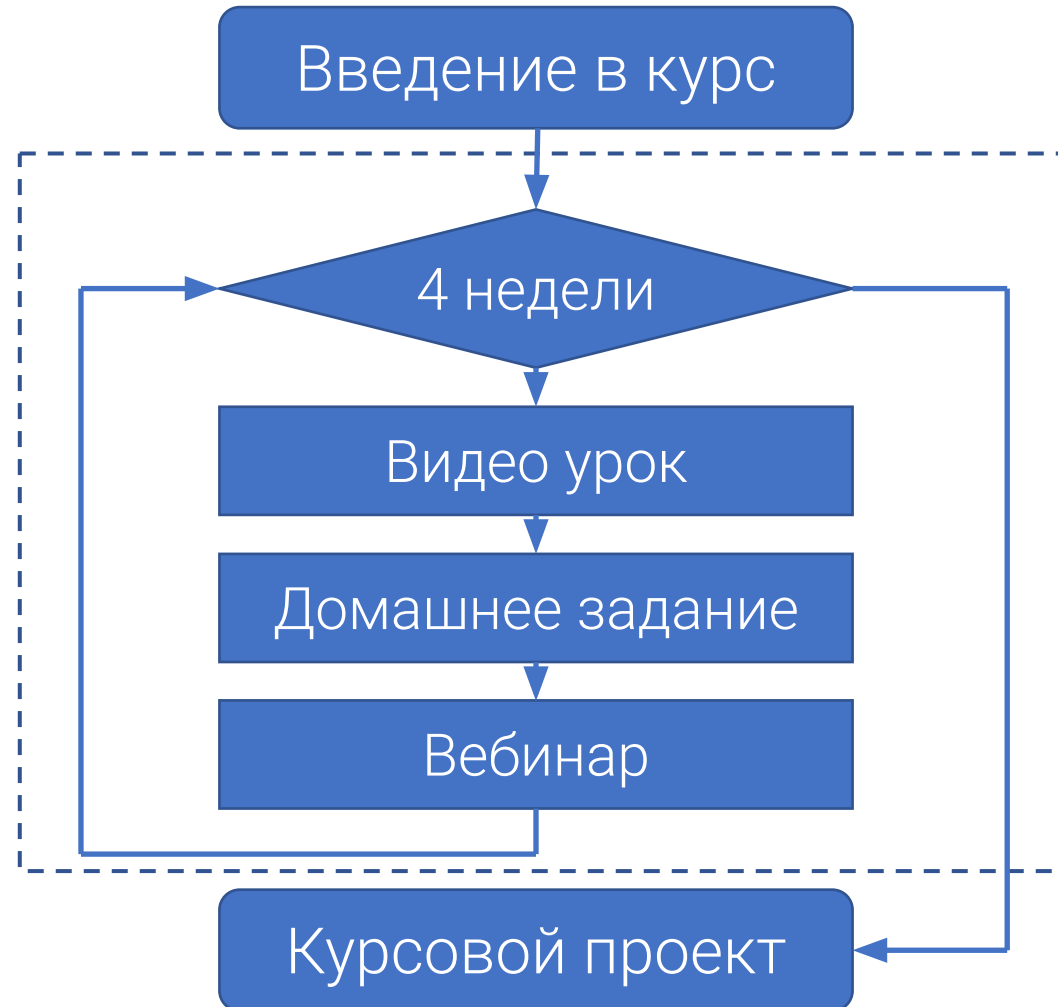 Введение в курс
4 недели
Видео урок
Домашнее задание
Вебинар
Курсовой проект